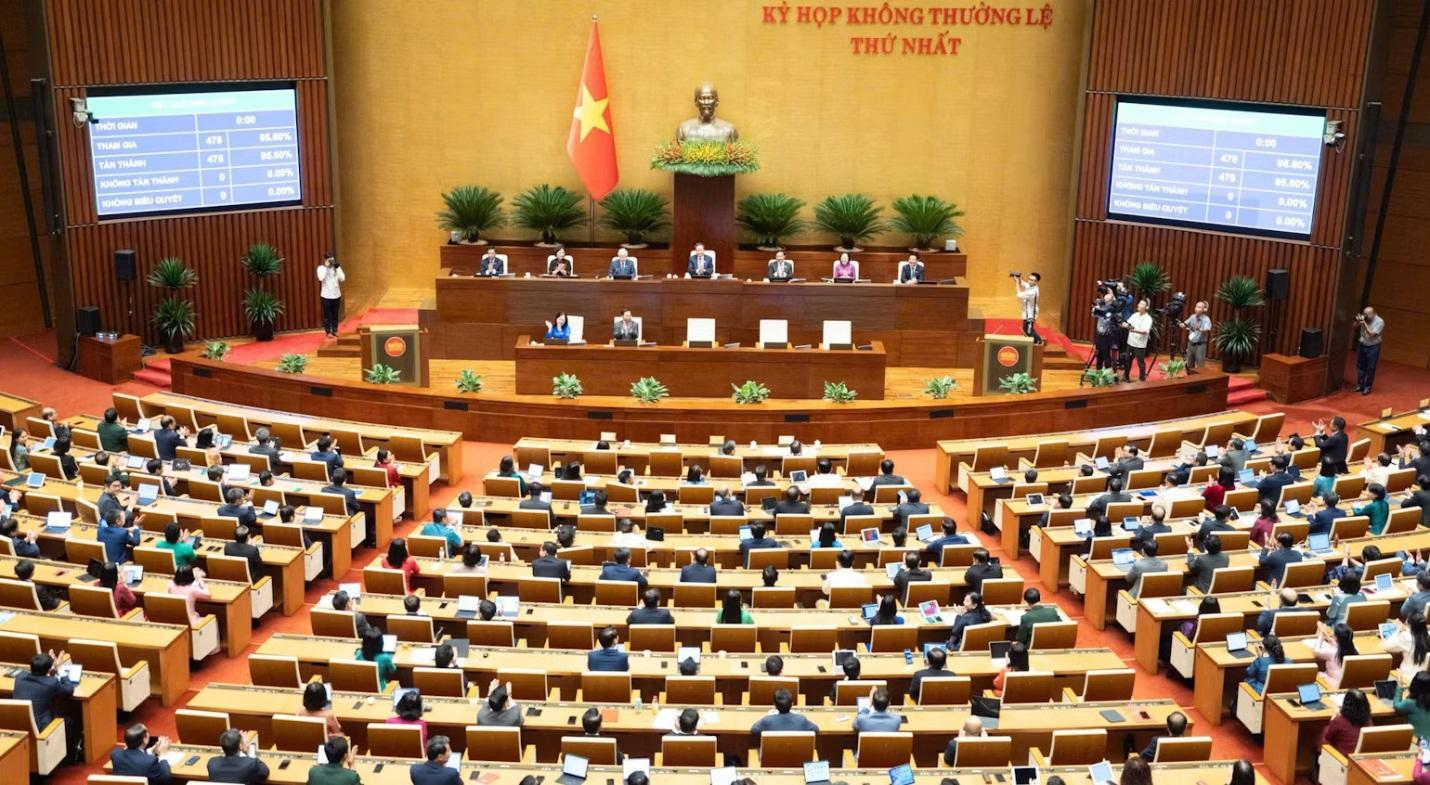 KỲ HỌP KHÔNG THƯỜNG LỆ
THỨ NHẤT
THỜI GIAN 0:00
THAM GIA 478 95.60%
TÁN THÀNH 478 95.60%
KHÔNG TÁN THÀNH 0 0.00%
KHÔNG BIỂU QUYẾT 0 0.00%
THỜI GIAN 0:00
THAM GIA 478 95.60%
TÁN THÀNH 478 95.60%
KHÔNG TÁN THÀNH 0 0.00%
KHÔNG BIỂU QUYẾT 0 0.00%